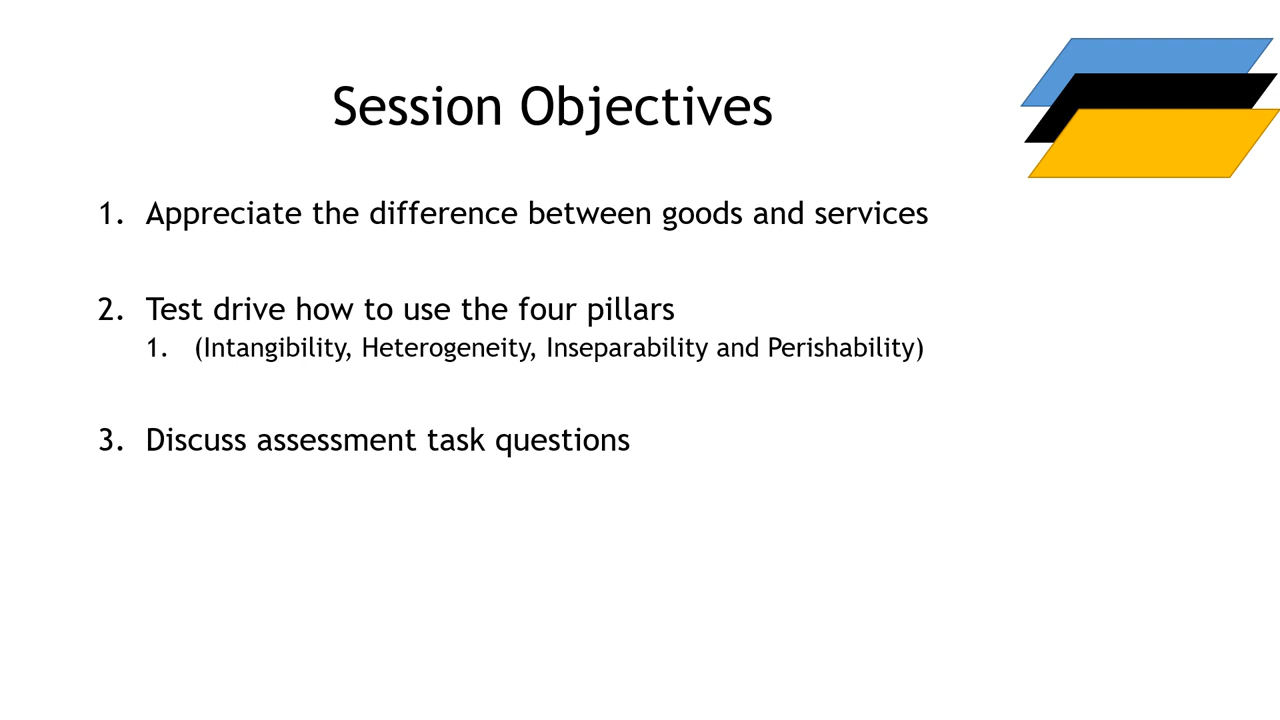 Session Objectives
1. Appreciate the difference between goods and services
2. Test drive how to use the four pillars
1. (Intangibility, Heterogeneity, Inseparability and Perishability)
3. Discuss assessment task questions